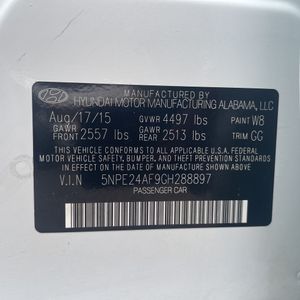 MANUFACTURED BY
HYUNDAI MOTOR MANUFACTURING ALABAMA, LLC
Aug/17/15 GVWR 4497 lbs PAINT W8
GAWR FRONT 2557 lbs GAWR REAR 2513 lbs TRIM GG
THIS VEHICLE CONFORMS TO ALL APPLICABLE U.S.A FEDERAL
MOTOR VEHICLE SAFETY, BUMPER, AND THEFT PREVENTION
STANDARDS IN EFFECT ON THE DATE OF MANUFACTURE SHOWN ABOVE.
V.I.N 5NPE24AF9GH288897
PASSENGER CAR